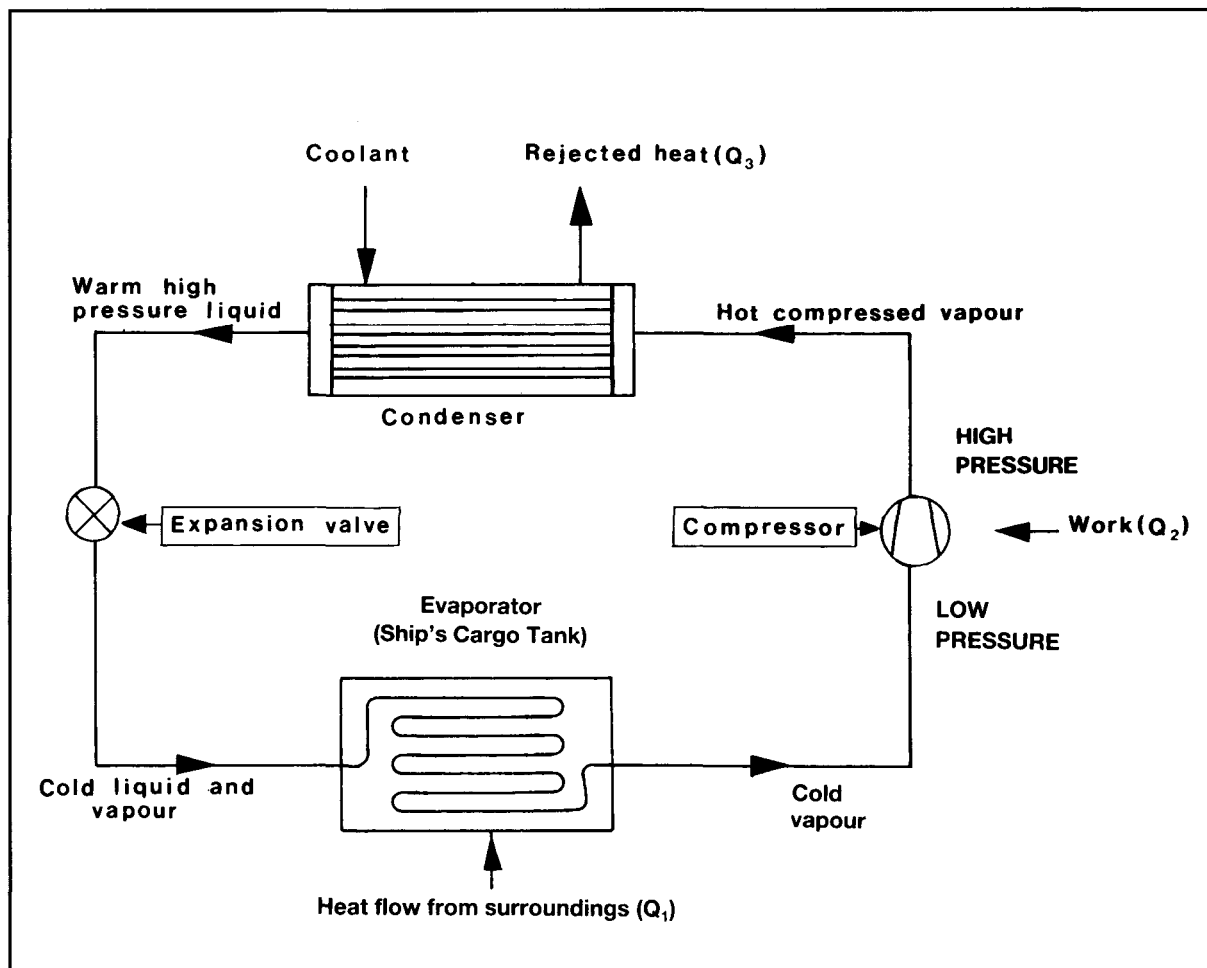 Coolant
Rejected heat(Q₃)
Warm high
pressure liquid
Hot compressed vapour
Condenser
HIGH
PRESSURE
Expansion valve
Compressor
Work(Q₂)
Evaporator
(Ship's Cargo Tank)
LOW
PRESSURE
Cold liquid and
vapour
Cold
vapour
Heat flow from surroundings (Q₁)